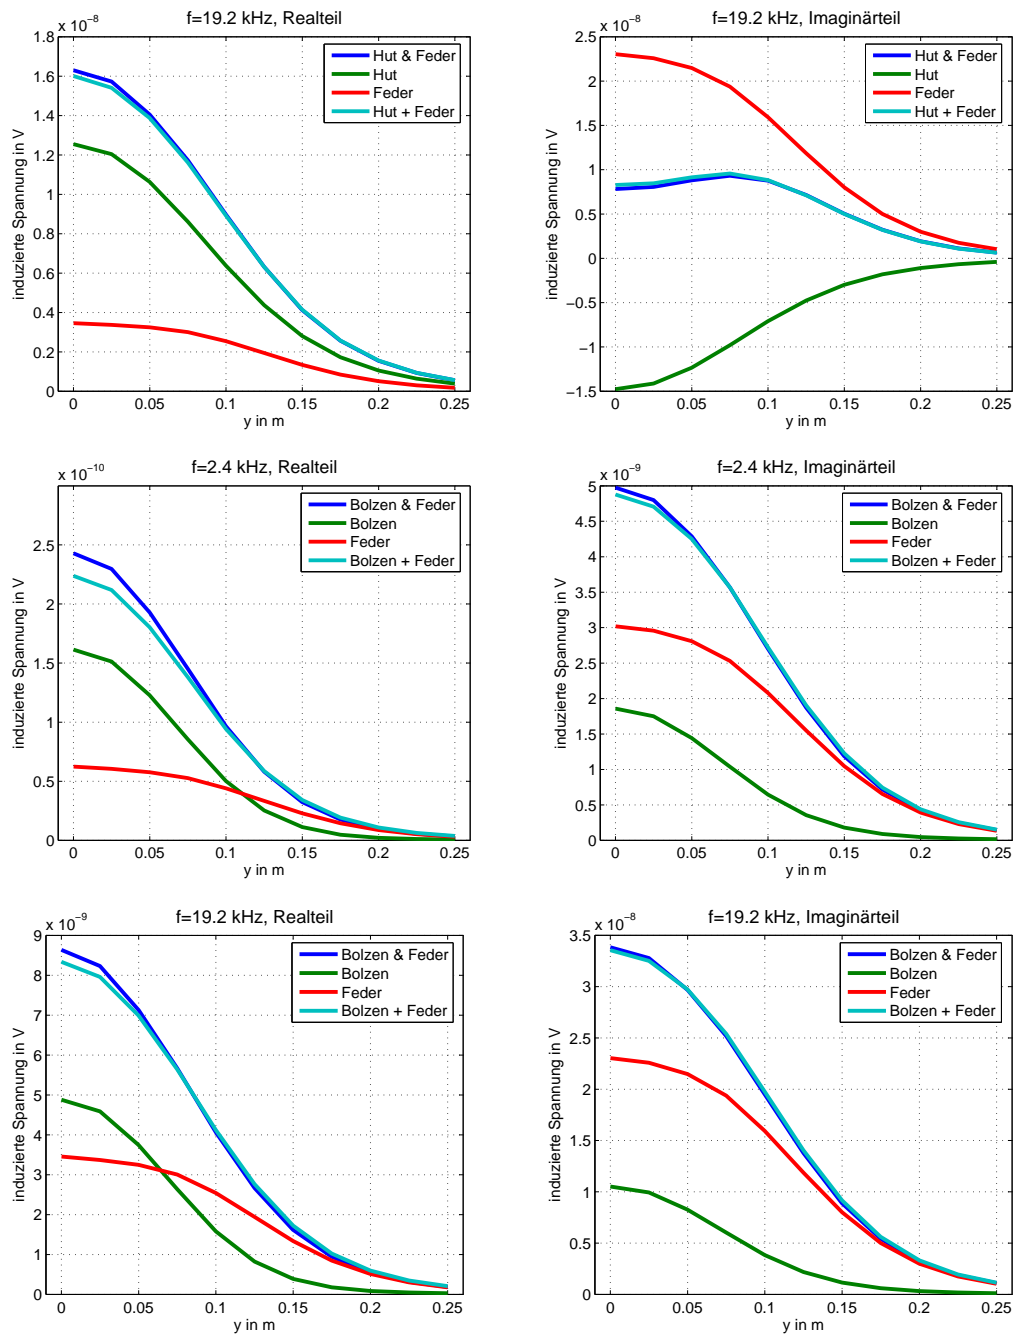 f=19.2 kHz, Realteil
x 10⁻⁸
1.8
1.6
1.4
1.2
1
0.8
0.6
0.4
0.2
0
induzierte Spannung in V
Hut & Feder
Hut
Feder
Hut + Feder
0 0.05 0.1 0.15 0.2 0.25
y in m
f=19.2 kHz, Imaginärteil
x 10⁻⁸
2.5
2
1.5
1
0.5
0
−0.5
−1
−1.5
induzierte Spannung in V
Hut & Feder
Hut
Feder
Hut + Feder
0 0.05 0.1 0.15 0.2 0.25
y in m
f=2.4 kHz, Realteil
x 10⁻¹⁰
2.5
2
1.5
1
0.5
0
induzierte Spannung in V
Bolzen & Feder
Bolzen
Feder
Bolzen + Feder
0 0.05 0.1 0.15 0.2 0.25
y in m
f=2.4 kHz, Imaginärteil
x 10⁻⁹
5
4.5
4
3.5
3
2.5
2
1.5
1
0.5
0
induzierte Spannung in V
Bolzen & Feder
Bolzen
Feder
Bolzen + Feder
0 0.05 0.1 0.15 0.2 0.25
y in m
f=19.2 kHz, Realteil
x 10⁻⁹
9
8
7
6
5
4
3
2
1
0
induzierte Spannung in V
Bolzen & Feder
Bolzen
Feder
Bolzen + Feder
0 0.05 0.1 0.15 0.2 0.25
y in m
f=19.2 kHz, Imaginärteil
x 10⁻⁸
3.5
3
2.5
2
1.5
1
0.5
0
induzierte Spannung in V
Bolzen & Feder
Bolzen
Feder
Bolzen + Feder
0 0.05 0.1 0.15 0.2 0.25
y in m